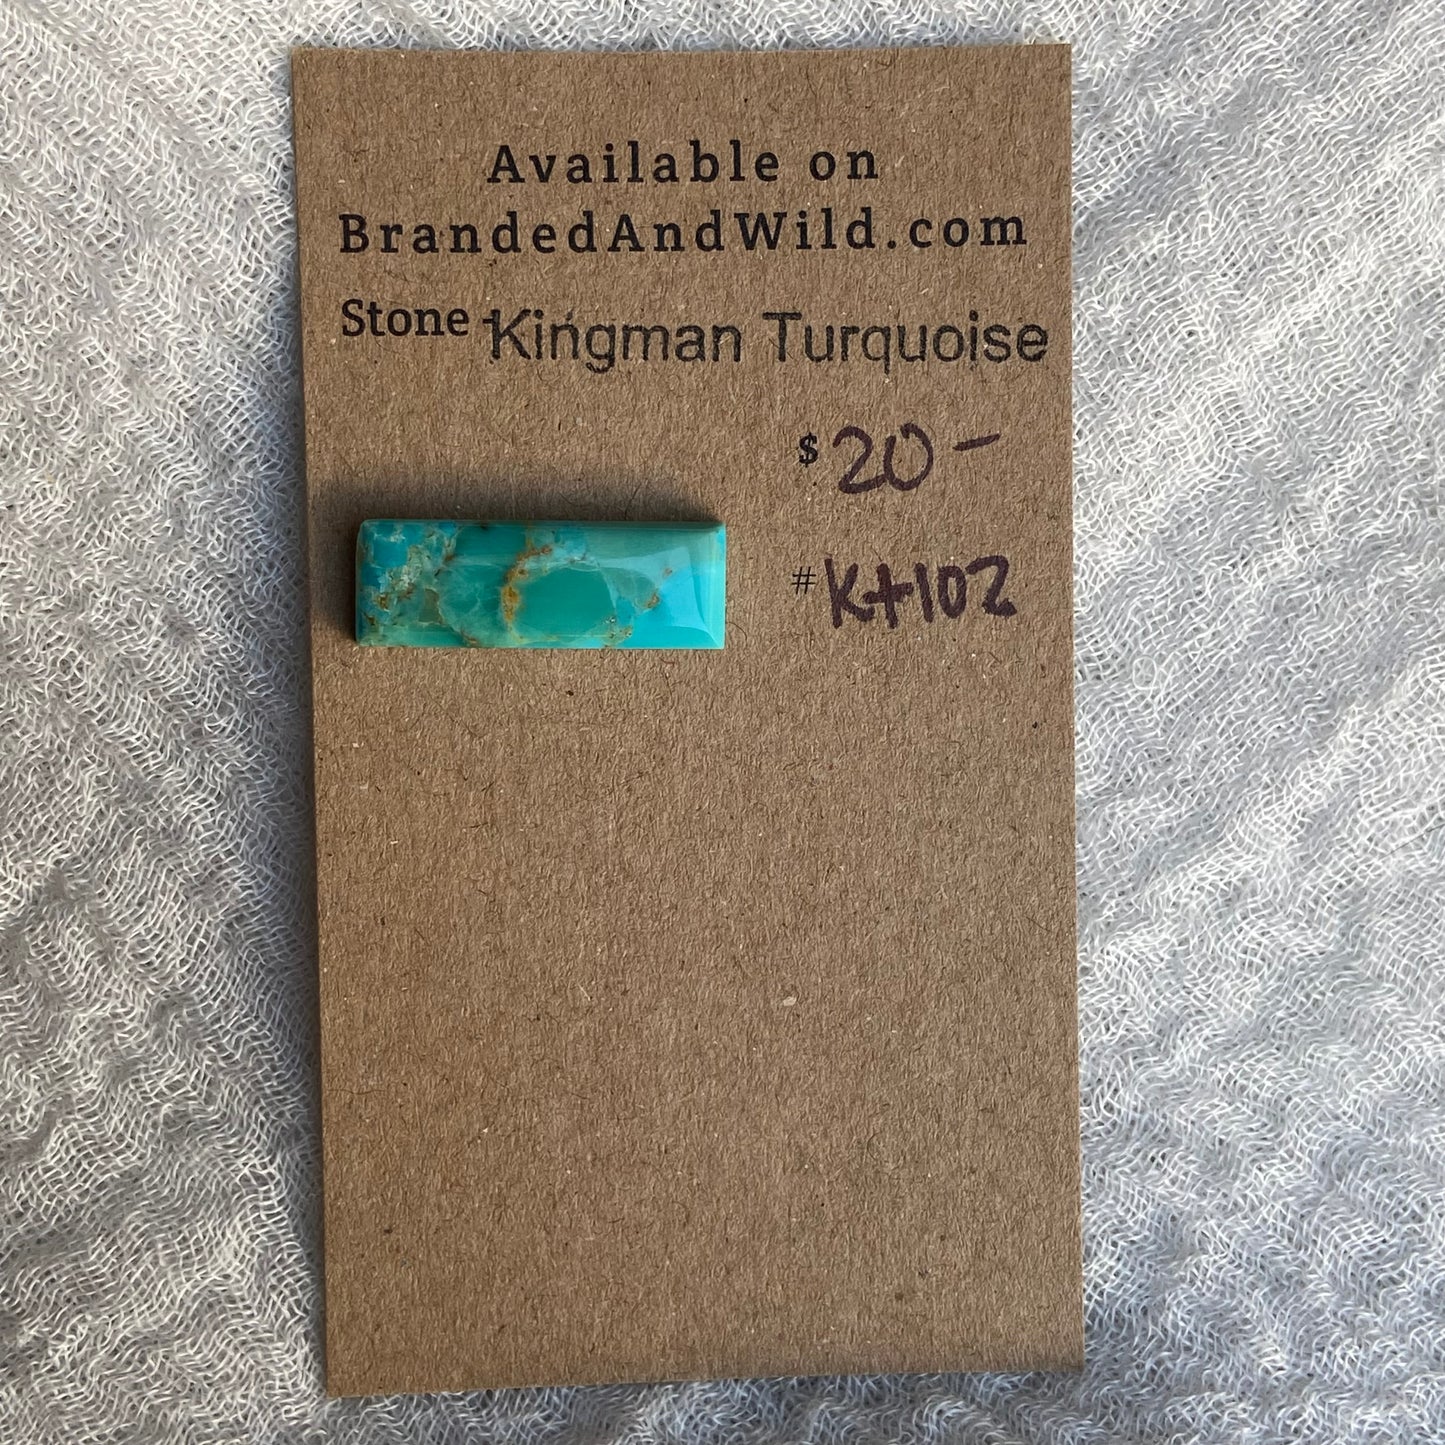 Available on
BrandedAndWild.com
Stone - Kingman Turquoise
$ 20 -
# Kt102